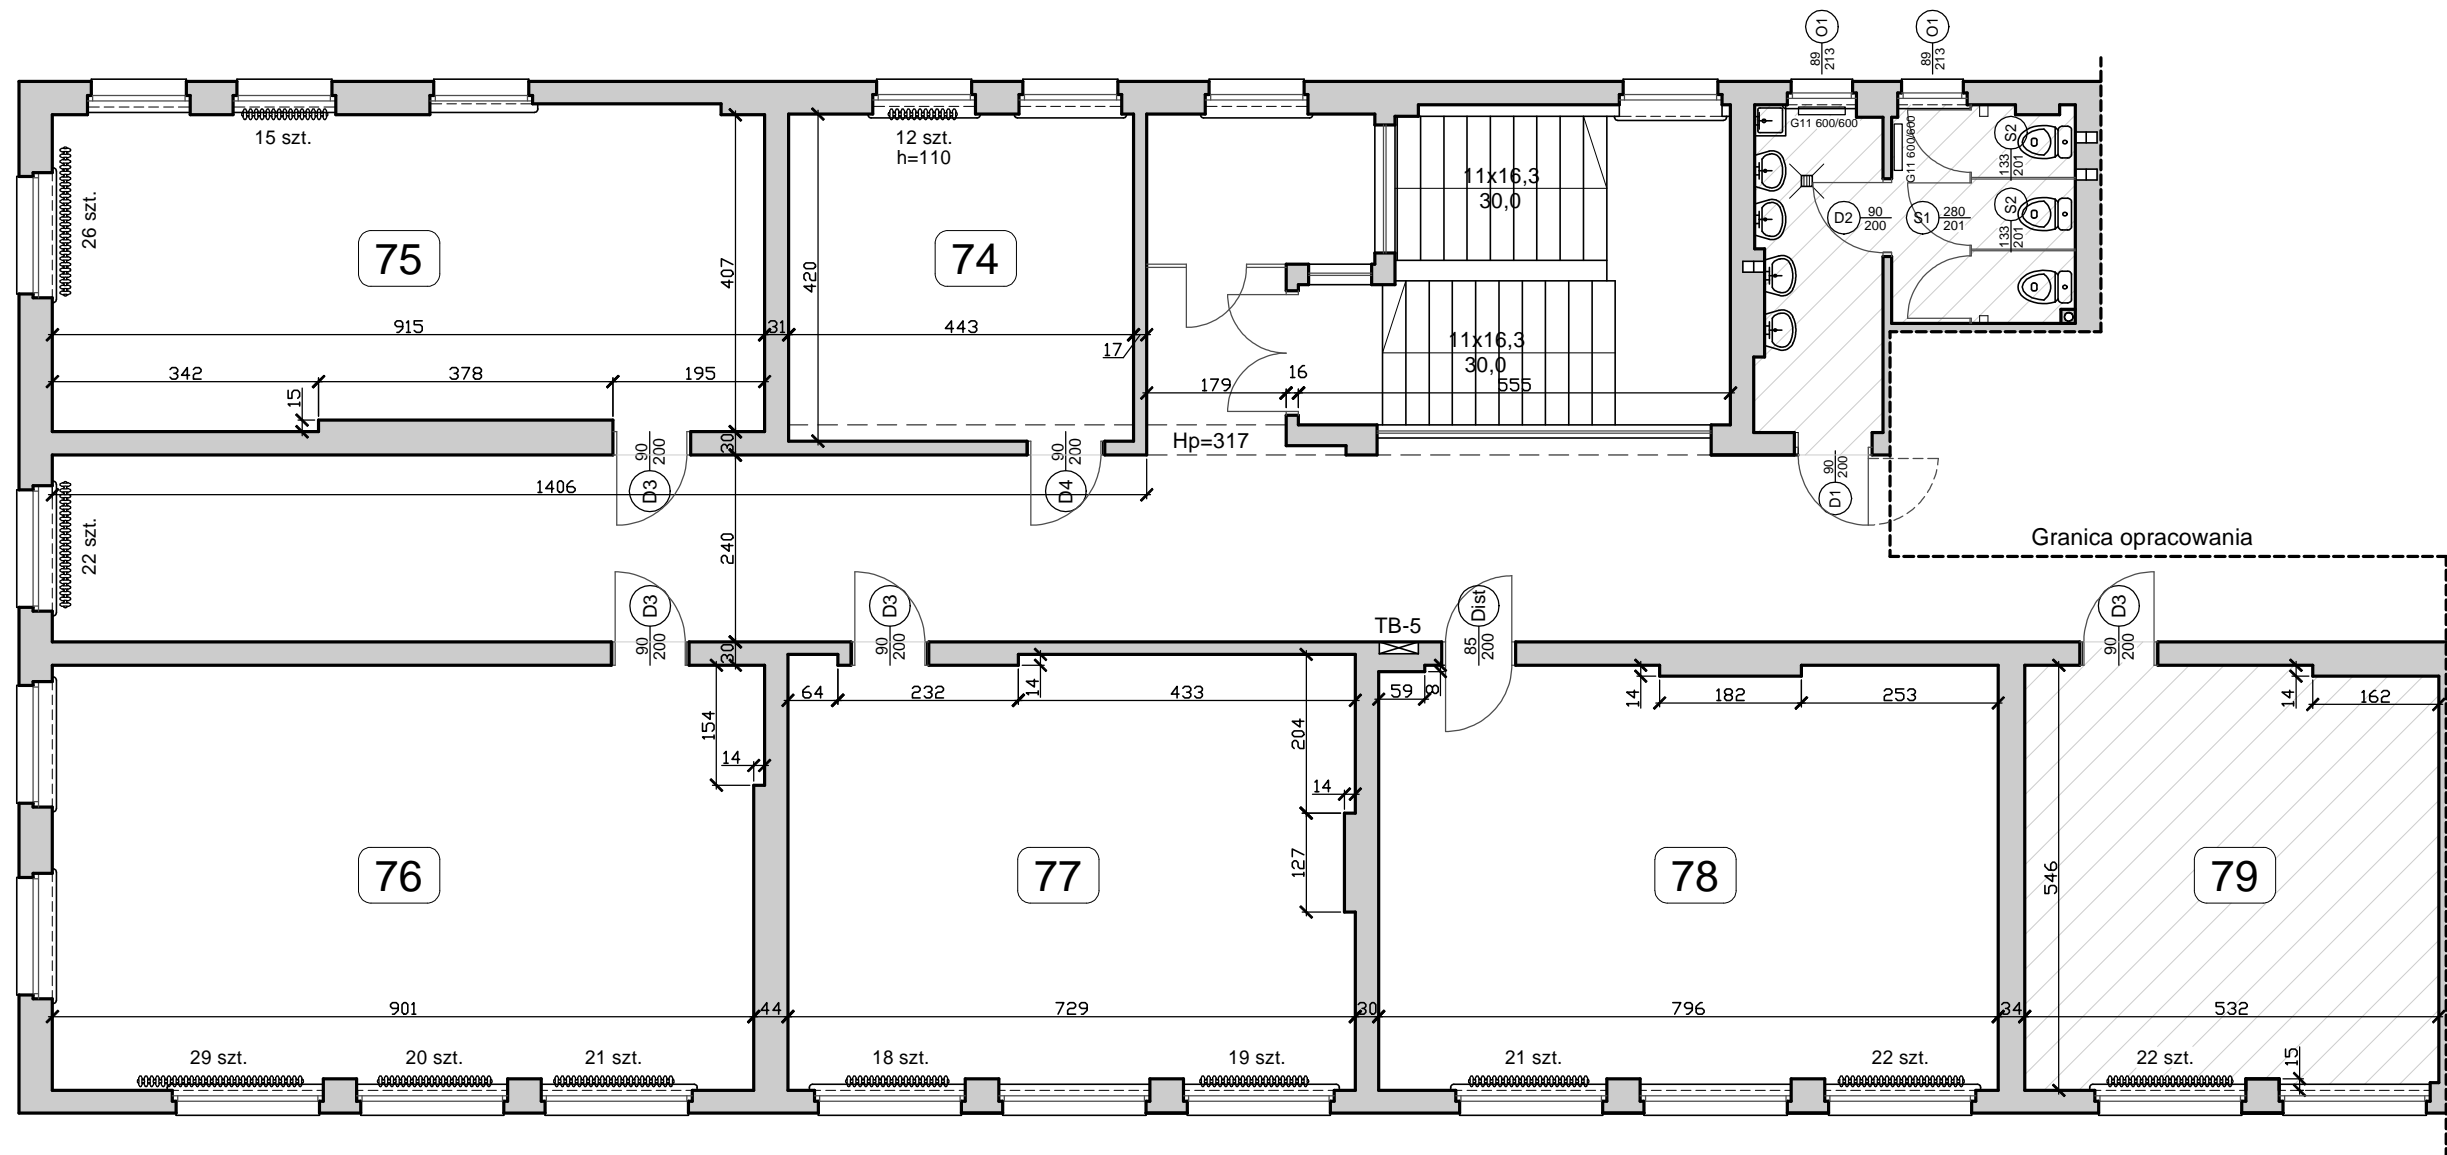 O1
O1
89
213
89
213
15 szt.
12 szt.
h=110
G11 600/600
G11 600/600
S2
133
201
26 szt.
11x16,3
30,0
75
74
407
420
D2
90
200
S1
280
201
S2
133
201
915
31
443
17
11x16,3
30,0
342
378
195
15
179
16
555
30
90
200
90
200
Hp=317
90
200
1406
D3
D4
D1
22 szt.
240
Granica opracowania
D3
D3
Dist
D3
TB-5
90
200
30
90
200
85
200
90
200
154
14
64
232
14
433
59
8
14
182
253
14
162
204
14
127
76
77
78
79
546
901
44
729
30
796
34
532
29 szt.
20 szt.
21 szt.
18 szt.
19 szt.
21 szt.
22 szt.
22 szt.
15